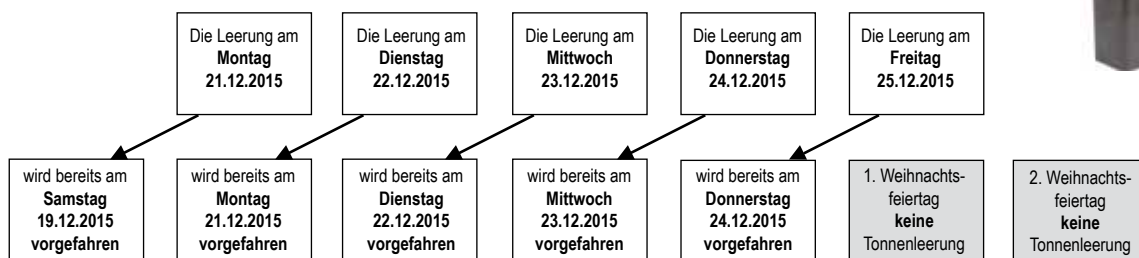 Die Leerung am
Montag
21.12.2015
Die Leerung am
Dienstag
22.12.2015
Die Leerung am
Mittwoch
23.12.2015
Die Leerung am
Donnerstag
24.12.2015
Die Leerung am
Freitag
25.12.2015
wird bereits am
Samstag
19.12.2015
vorgefahren
wird bereits am
Montag
21.12.2015
vorgefahren
wird bereits am
Dienstag
22.12.2015
vorgefahren
wird bereits am
Mittwoch
23.12.2015
vorgefahren
wird bereits am
Donnerstag
24.12.2015
vorgefahren
1. Weihnachts-
feiertag
keine
Tonnenleerung
2. Weihnachts-
feiertag
keine
Tonnenleerung